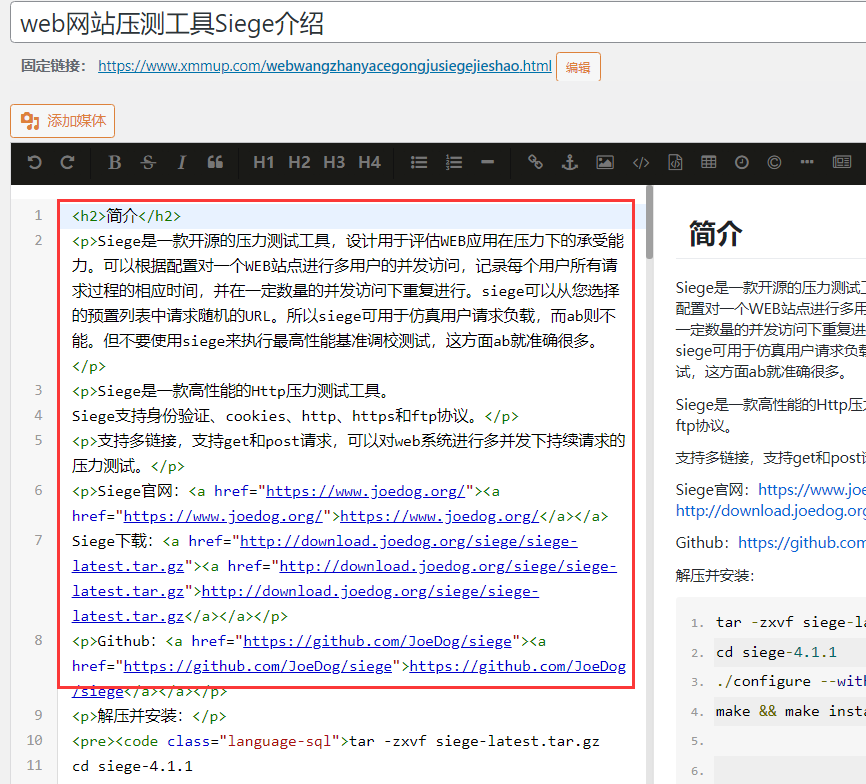 web网站压测工具Siege介绍
固定链接： https://www.xmmup.com/webwangzhanyacegongjusiegejieshao.html 编辑
添加媒体
B S I H1 H2 H3 H4
1 <h2>简介</h2>
2 <p>Siege是一款开源的压力测试工具，设计用于评估WEB应用在压力下的承受能
力。可以根据配置对一个WEB站点进行多用户的并发访问，记录每个用户所有请
求过程的相应时间，并在一定数量的并发访问下重复进行。siege可以从您选择
的预置列表中请求随机的URL。所以siege可用于仿真用户请求负载，而ab则不
能。但不要使用siege来执行最高性能基准调校测试，这方面ab就准确很多。
</p>
3 <p>Siege是一款高性能的Http压力测试工具。
4 Siege支持身份验证、cookies、http、https和ftp协议。</p>
5 <p>支持多链接，支持get和post请求，可以对web系统进行多并发下持续请求的
压力测试。</p>
6 <p>Siege官网：<a href="https://www.joedog.org/"><a
href="https://www.joedog.org/">https://www.joedog.org/</a></a>
7 Siege下载：<a href="http://download.joedog.org/siege/siege-
latest.tar.gz"><a href="http://download.joedog.org/siege/siege-
latest.tar.gz">http://download.joedog.org/siege/siege-
latest.tar.gz</a></a></p>
8 <p>Github：<a href="https://github.com/JoeDog/siege"><a
href="https://github.com/JoeDog/siege">https://github.com/JoeDog
/siege</a></a></p>
9 <p>解压并安装：</p>
10 <pre><code class="language-sql">tar -zxvf siege-latest.tar.gz
11 cd siege-4.1.1
简介
Siege是一款开源的压力测试工
配置对一个WEB站点进行多用
一定数量的并发访问下重复进
siege可用于仿真用户请求负载
试，这方面ab就准确很多。
Siege是一款高性能的Http压
ftp协议。
支持多链接，支持get和post请
Siege官网：https://www.joe
http://download.joedog.org
Github：https://github.com
解压并安装：
1. tar -zxvf siege-la
2. cd siege-4.1.1
3. ./configure --with
4. make && make insta
5.
6.